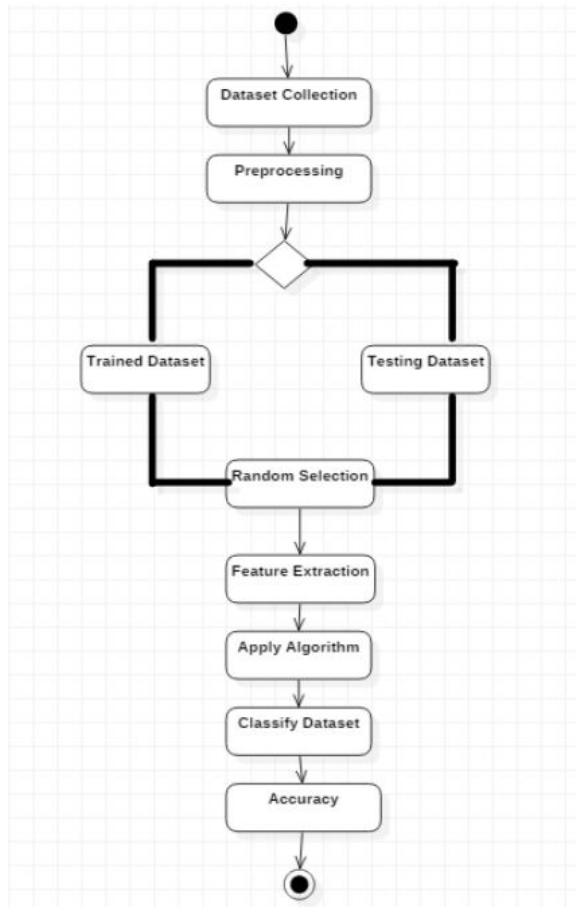 Dataset Collection
Preprocessing
Trained Dataset
Testing Dataset
Random Selection
Feature Extraction
Apply Algorithm
Classify Dataset
Accuracy